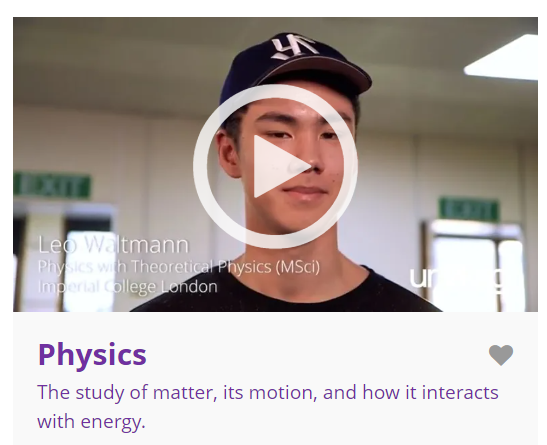 EXIT
EXIT
Leo Waltmann
Physics with Theoretical Physics (MSci)
Imperial College London
Physics
The study of matter, its motion, and how it interacts
with energy.